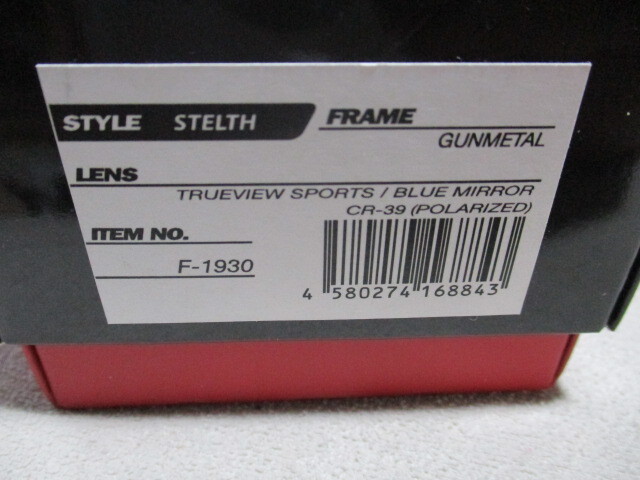 STYLE STELTH
FRAME
GUNMETAL
LENS
TRUEVIEW SPORTS / BLUE MIRROR
CR-39 (POLARIZED)
ITEM NO.
F-1930
4 580274 168843